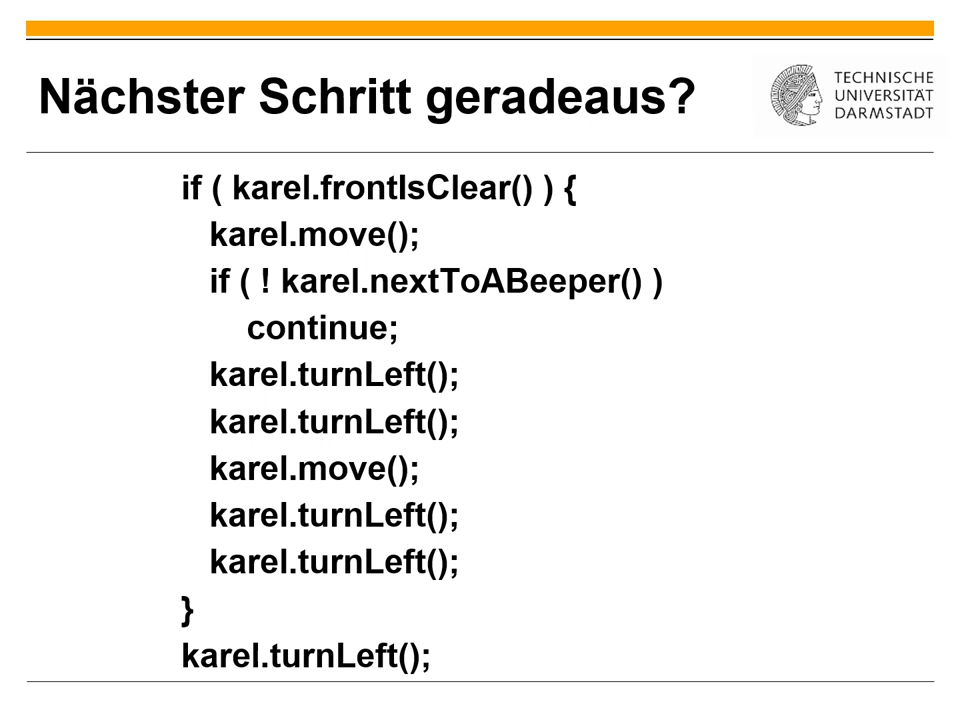 Nächster Schritt geradeaus?
TECHNISCHE
UNIVERSITÄT
DARMSTADT
if ( karel.frontIsClear() ) {
karel.move();
if ( ! karel.nextToABeeper() )
continue;
karel.turnLeft();
karel.turnLeft();
karel.move();
karel.turnLeft();
karel.turnLeft();
}
karel.turnLeft();